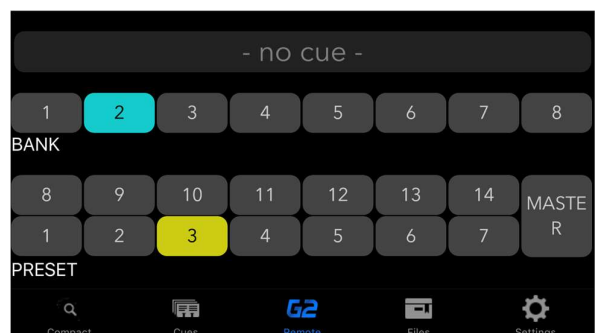 - no cue -
1 2 3 4 5 6 7 8
BANK
8 9 10 11 12 13 14 MASTE
1 2 3 4 5 6 7 R
PRESET
G2
Compact Cues Remote Files Settings